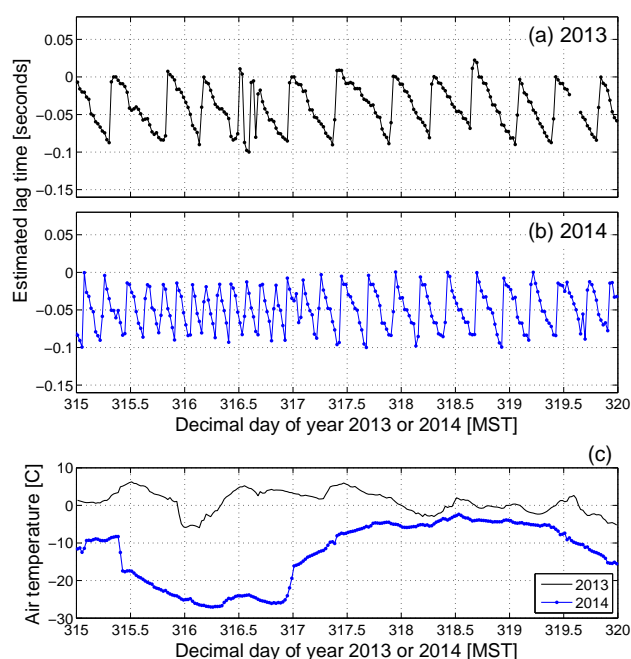 (a) 2013
0.05
0
−0.05
−0.1
−0.15
Estimated lag time [seconds]
(b) 2014
0.05
0
−0.05
−0.1
−0.15
315 315.5 316 316.5 317 317.5 318 318.5 319 319.5 320
Decimal day of year 2013 or 2014 [MST]
(c)
10
0
−10
−20
−30
Air temperature [C]
2013
2014
315 315.5 316 316.5 317 317.5 318 318.5 319 319.5 320
Decimal day of year 2013 or 2014 [MST]